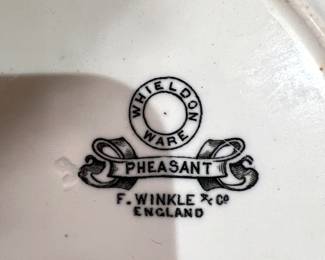 WHIELDON
WARE
PHEASANT
F. WINKLE & Co
ENGLAND